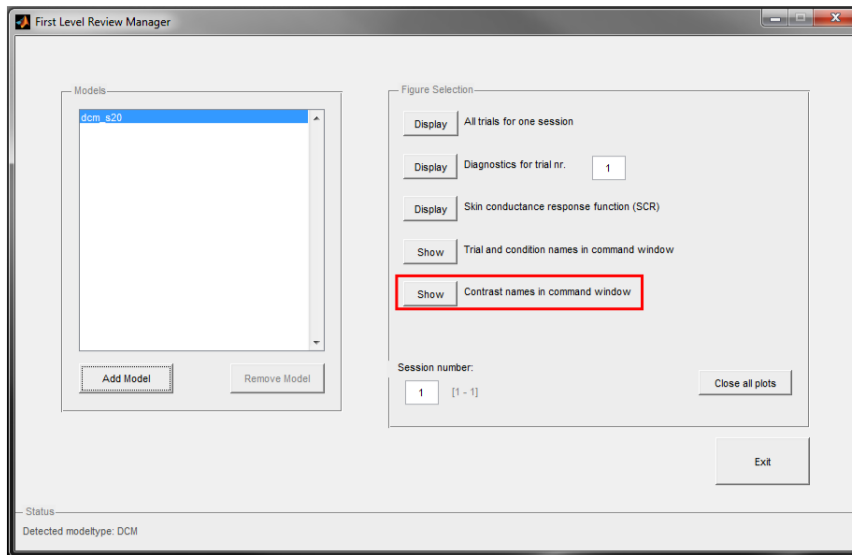 First Level Review Manager
Models
dcm_s20
Add Model
Remove Model
Figure Selection
Display All trials for one session
Display Diagnostics for trial nr. 1
Display Skin conductance response function (SCR)
Show Trial and condition names in command window
Show Contrast names in command window
Session number:
1 [1 - 1]
Close all plots
Exit
Status
Detected modeltype: DCM